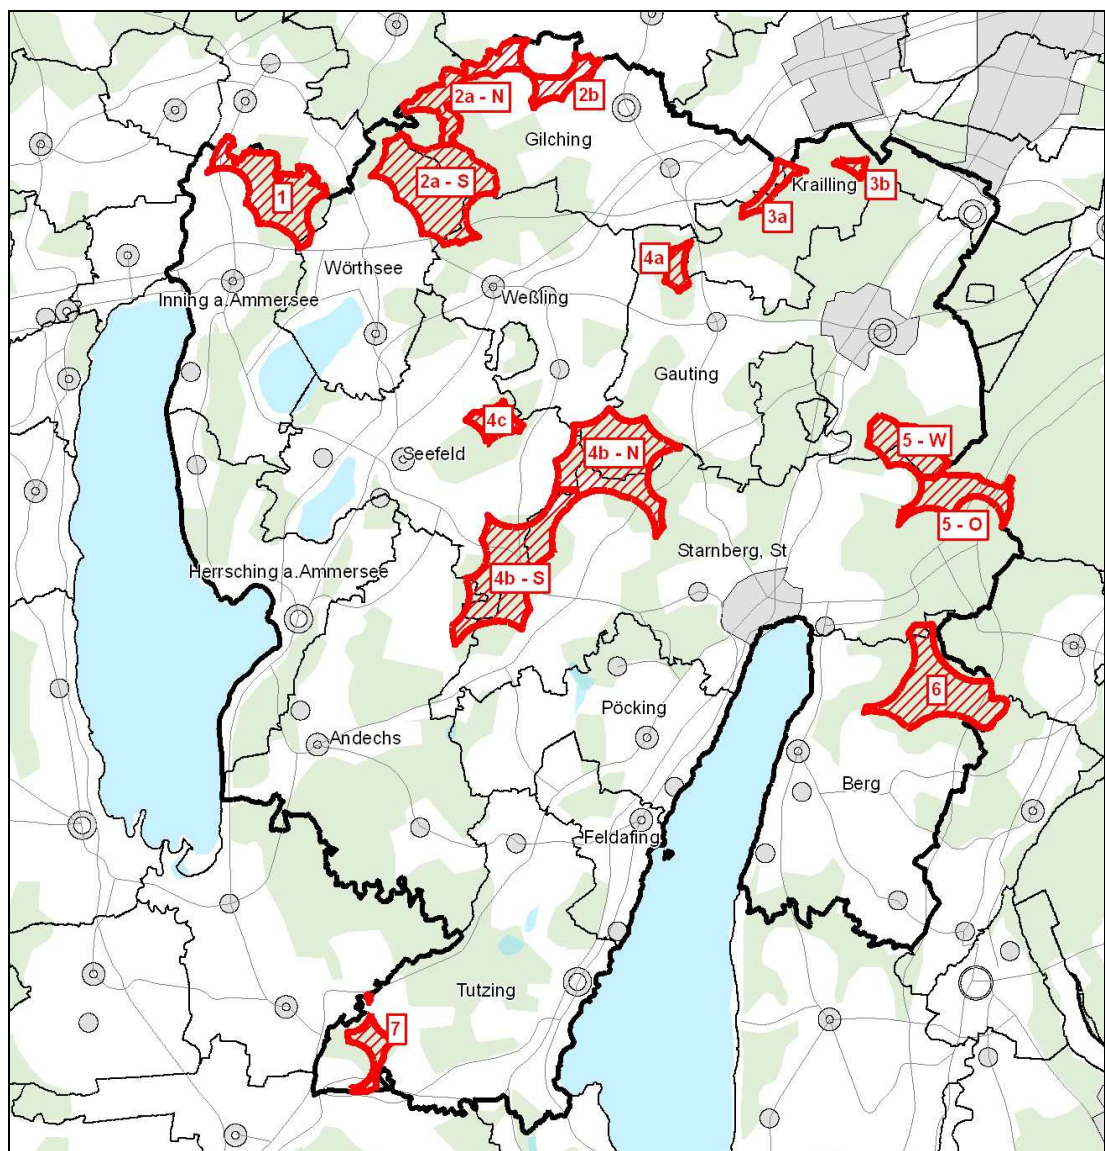 2a - N
2b
Gilching
1
2a - S
Krailling
3b
3a
4a
Wörthsee
Inning a.Ammersee
Weßling
Gauting
4c
Seefeld
4b - N
5 - W
5 - O
Starnberg, St
Herrsching a.Ammersee
4b - S
6
Pöcking
Andechs
Berg
Feldafing
Tutzing
7